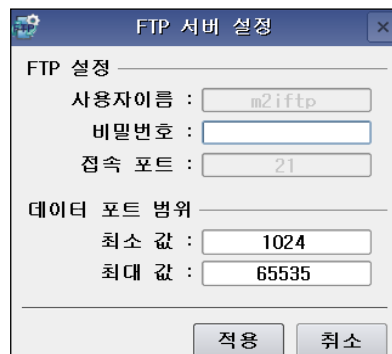 FTP 서버 설정
FTP 설정
사용자이름 : m2iftp
비밀번호 :
접속 포트 : 21
데이터 포트 범위
최소 값 : 1024
최대 값 : 65535
적용 취소